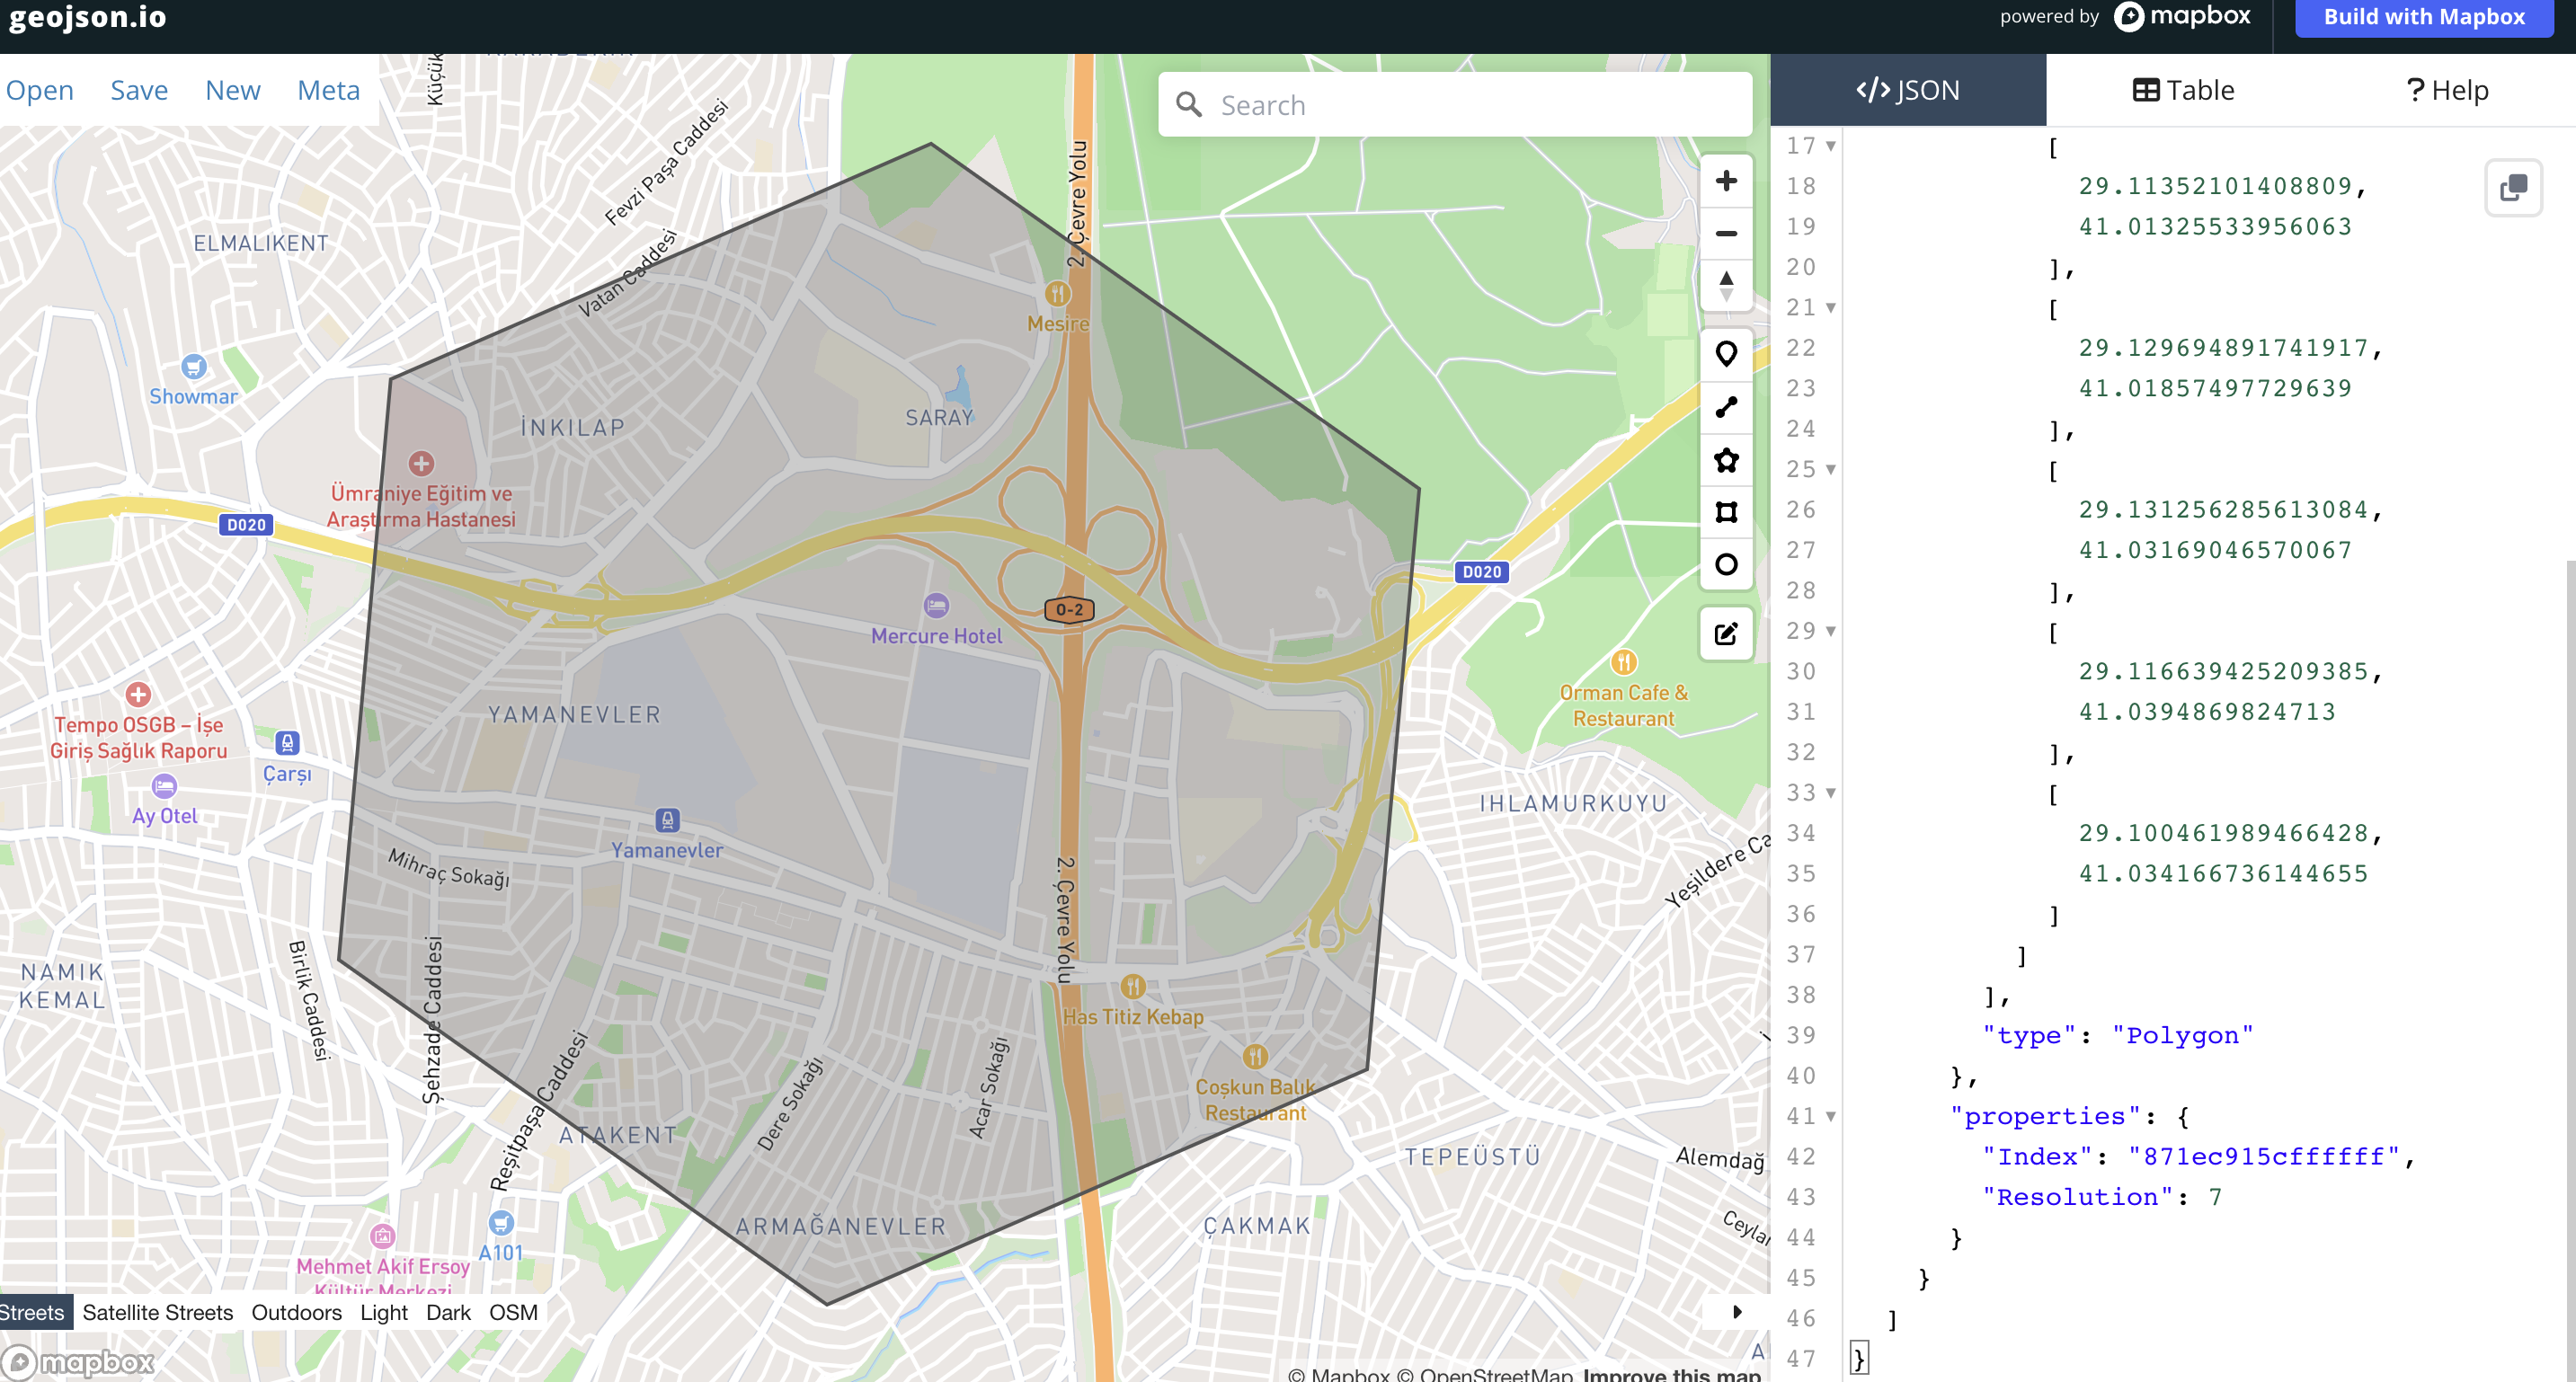 geojson.io
powered by mapbox
Build with Mapbox
Open Save New Meta
Search
</> JSON
Table
? Help
Küçük
Fevzi Paşa Caddesi
Vatan Caddesi
2. Çevre Yolu
ELMALIKENT
Mesire
Showmar
İNKILAP
SARAY
Ümraniye Eğitim ve
Araştırma Hastanesi
D020
D020
O-2
Mercure Hotel
Orman Cafe &
Restaurant
Tempo OSGB – İşe
Giriş Sağlık Raporu
YAMANEVLER
Çarşı
Ay Otel
Yamanevler
IHLAMURKUYU
Mihraç Sokağı
Yeşildere Ca
2. Çevre Yolu
NAMIK
KEMAL
Birlik Caddesi
Şehzade Caddesi
Has Titiz Kebap
Reşitpaşa Caddesi
Dere Sokağı
Acar Sokağı
Coşkun Balık
Restaurant
ATAKENT
TEPEÜSTÜ
Alemdağ
ARMAĞANEVLER
ÇAKMAK
Ceylan
A101
Mehmet Akif Ersoy
Kültür Merkezi
Streets Satellite Streets Outdoors Light Dark OSM
mapbox
© Mapbox © OpenStreetMap Improve this map
17 [
18 29.11352101408809,
19 41.01325533956063
20 ],
21 [
22 29.129694891741917,
23 41.01857497729639
24 ],
25 [
26 29.131256285613084,
27 41.03169046570067
28 ],
29 [
30 29.116639425209385,
31 41.0394869824713
32 ],
33 [
34 29.100461989466428,
35 41.034166736144655
36 ]
37 ]
38 ],
39 "type": "Polygon"
40 },
41 "properties": {
42 "Index": "871ec915cffffff",
43 "Resolution": 7
44 }
45 }
46 ]
47 }